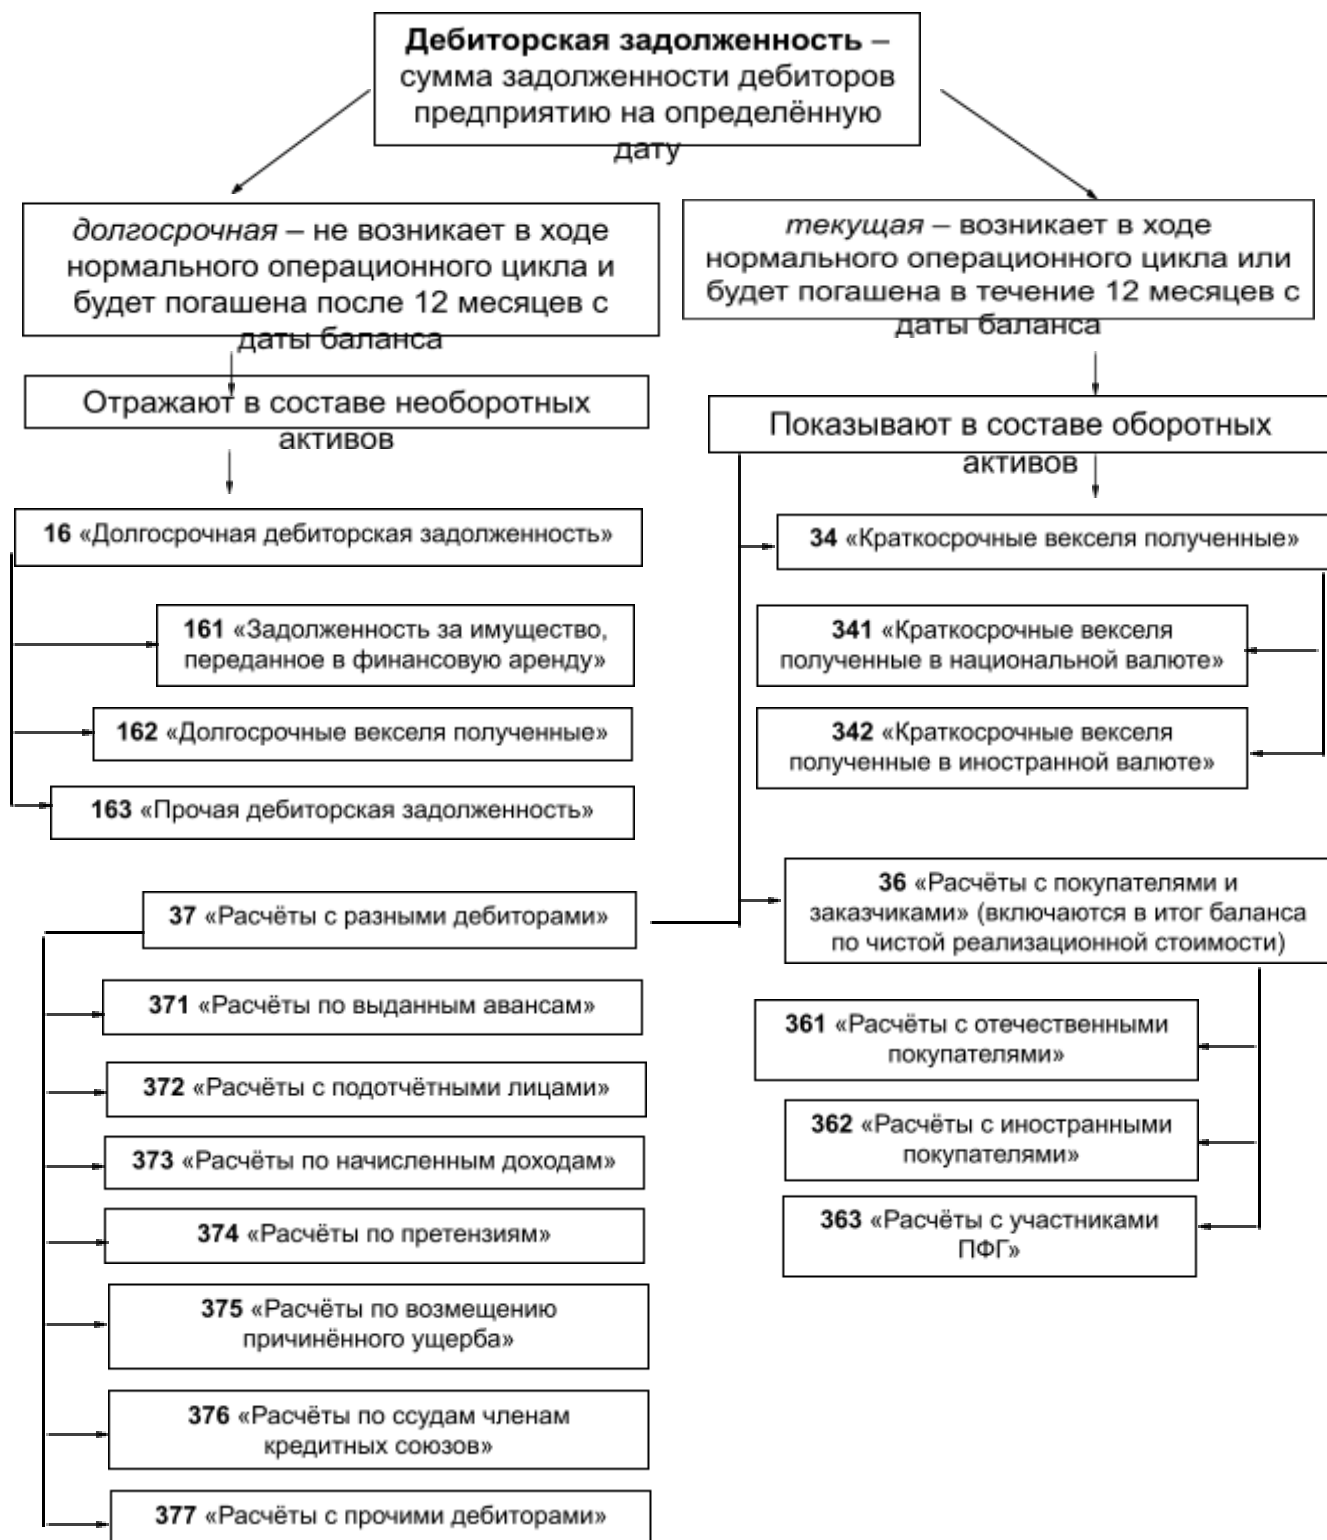 Дебиторская задолженность –
сумма задолженности дебиторов
предприятию на определённую
дату
долгосрочная – не возникает в ходе
нормального операционного цикла и
будет погашена после 12 месяцев с
даты баланса
текущая – возникает в ходе
нормального операционного цикла или
будет погашена в течение 12 месяцев с
даты баланса
Отражают в составе необоротных
активов
Показывают в составе оборотных
активов
16 «Долгосрочная дебиторская задолженность»
161 «Задолженность за имущество,
переданное в финансовую аренду»
162 «Долгосрочные векселя полученные»
163 «Прочая дебиторская задолженность»
34 «Краткосрочные векселя полученные»
341 «Краткосрочные векселя
полученные в национальной валюте»
342 «Краткосрочные векселя
полученные в иностранной валюте»
37 «Расчёты с разными дебиторами»
371 «Расчёты по выданным авансам»
372 «Расчёты с подотчётными лицами»
373 «Расчёты по начисленным доходам»
374 «Расчёты по претензиям»
375 «Расчёты по возмещению
причинённого ущерба»
376 «Расчёты по ссудам членам
кредитных союзов»
377 «Расчёты с прочими дебиторами»
36 «Расчёты с покупателями и
заказчиками» (включаются в итог баланса
по чистой реализационной стоимости)
361 «Расчёты с отечественными
покупателями»
362 «Расчёты с иностранными
покупателями»
363 «Расчёты с участниками
ПФГ»